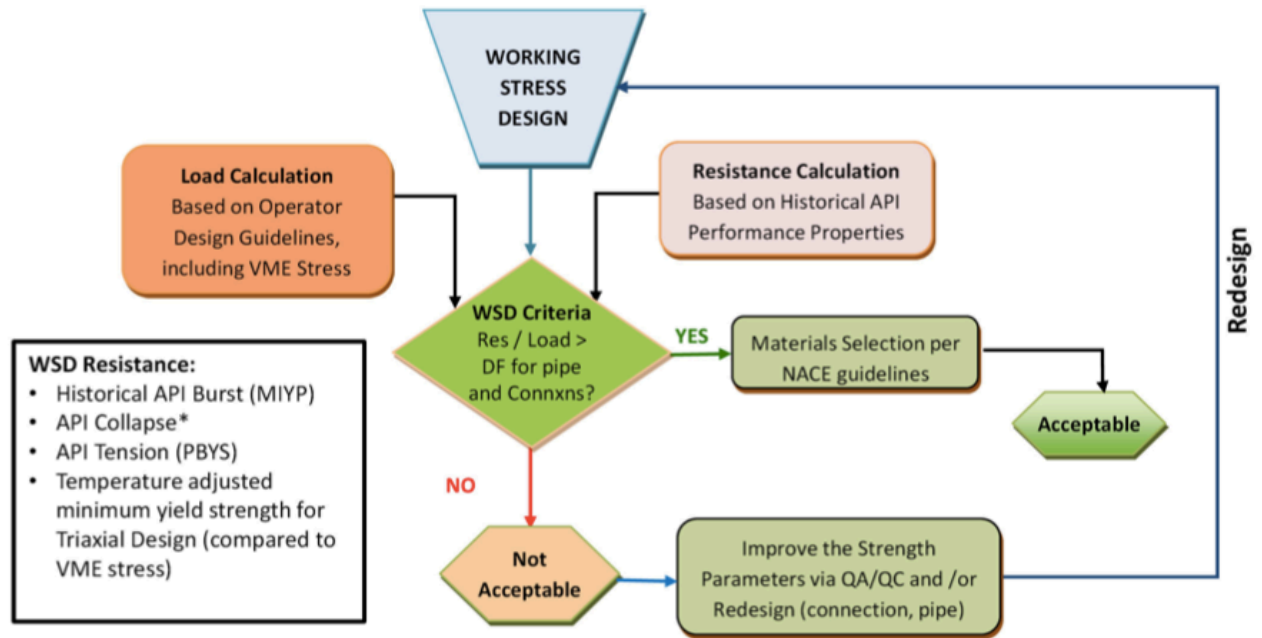 WORKING
STRESS
DESIGN
Load Calculation
Based on Operator
Design Guidelines,
including VME Stress
Resistance Calculation
Based on Historical API
Performance Properties
Redesign
WSD Criteria
Res / Load >
DF for pipe
and Connxns?
YES
Materials Selection per
NACE guidelines
Acceptable
WSD Resistance:
• Historical API Burst (MIYP)
• API Collapse*
• API Tension (PBYS)
• Temperature adjusted
minimum yield strength for
Triaxial Design (compared to
VME stress)
NO
Not
Acceptable
Improve the Strength
Parameters via QA/QC and /or
Redesign (connection, pipe)